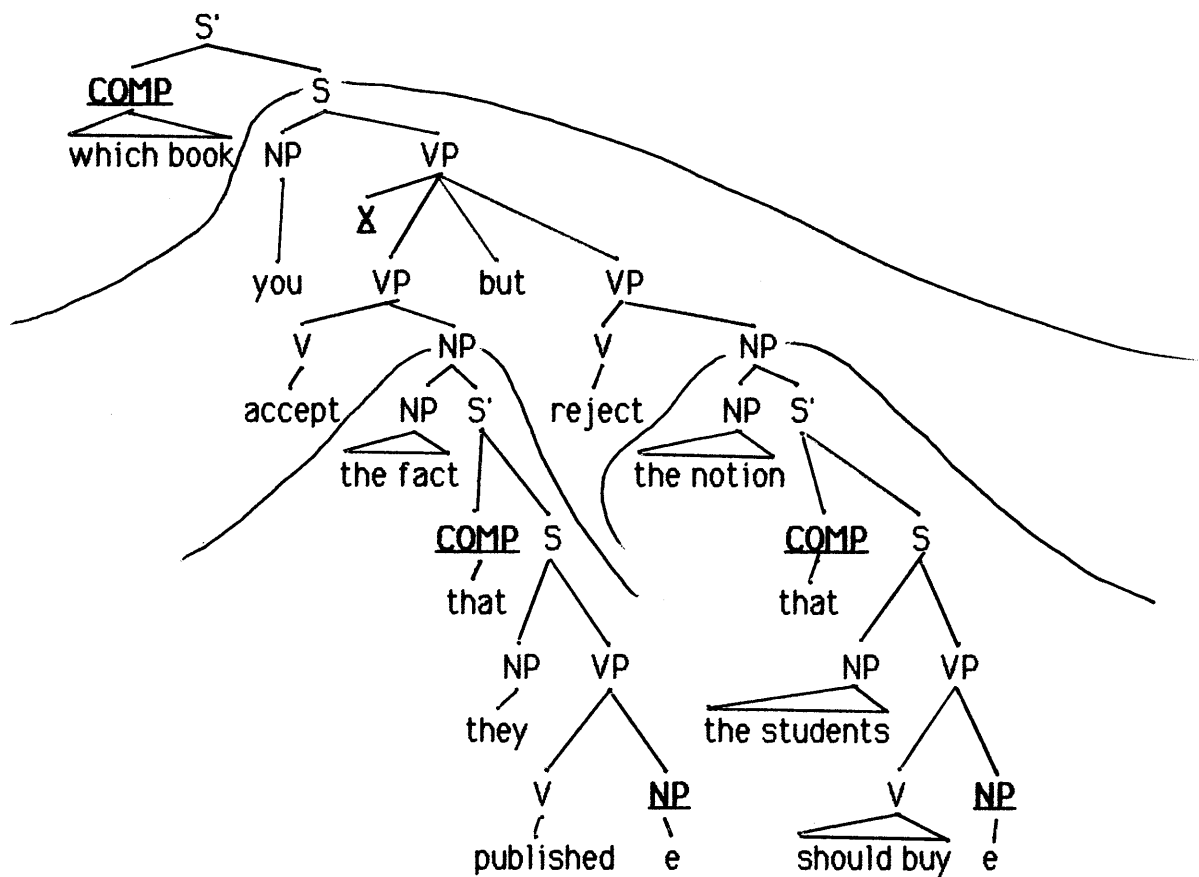 S'
COMP S
which book NP VP
X
you VP but VP
V NP V NP
accept NP S' reject NP S'
the fact the notion
COMP S COMP S
that that
NP VP NP VP
they the students
V NP V NP
published e should buy e